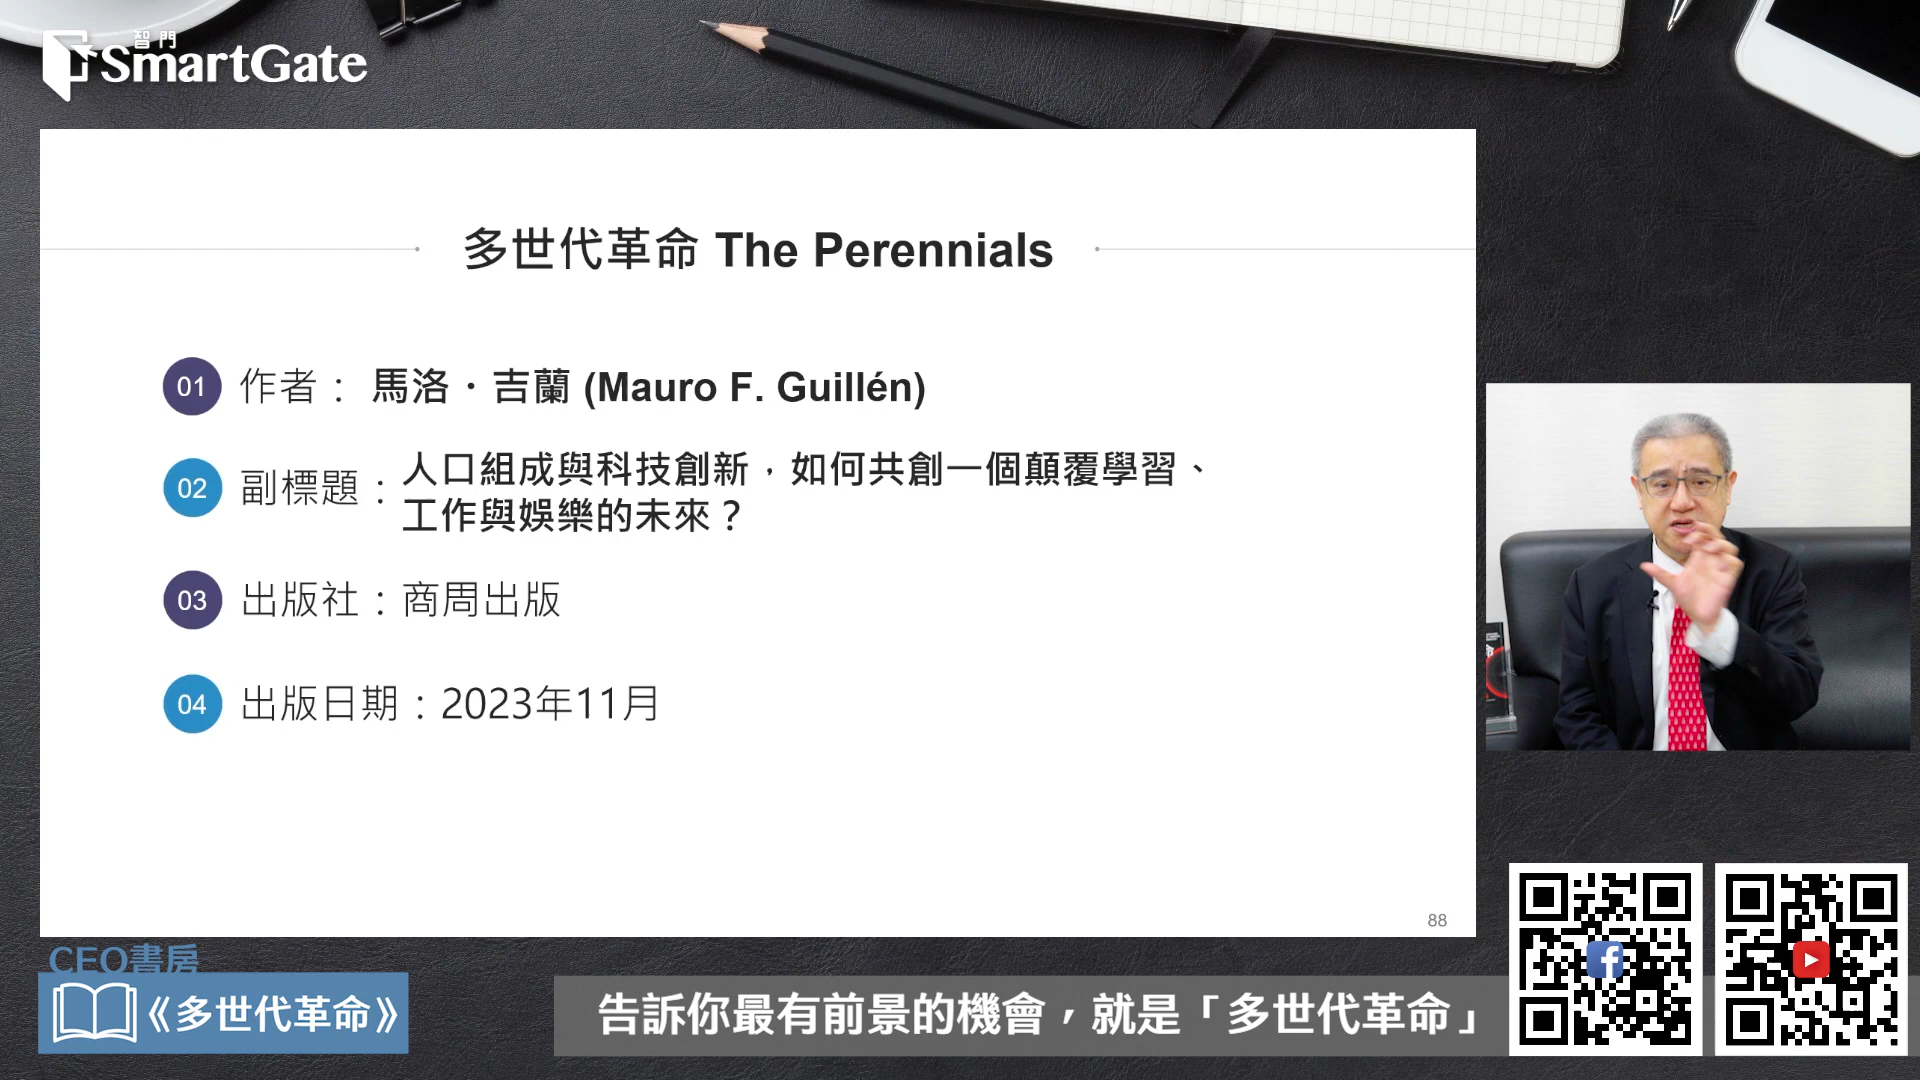 智門
SmartGate
多世代革命 The Perennials
01 作者： 馬洛．吉蘭 (Mauro F. Guillén)
02 副標題：人口組成與科技創新，如何共創一個顛覆學習、
工作與娛樂的未來？
03 出版社：商周出版
04 出版日期：2023年11月
88
CEO書房
《多世代革命》
告訴你最有前景的機會，就是「多世代革命」